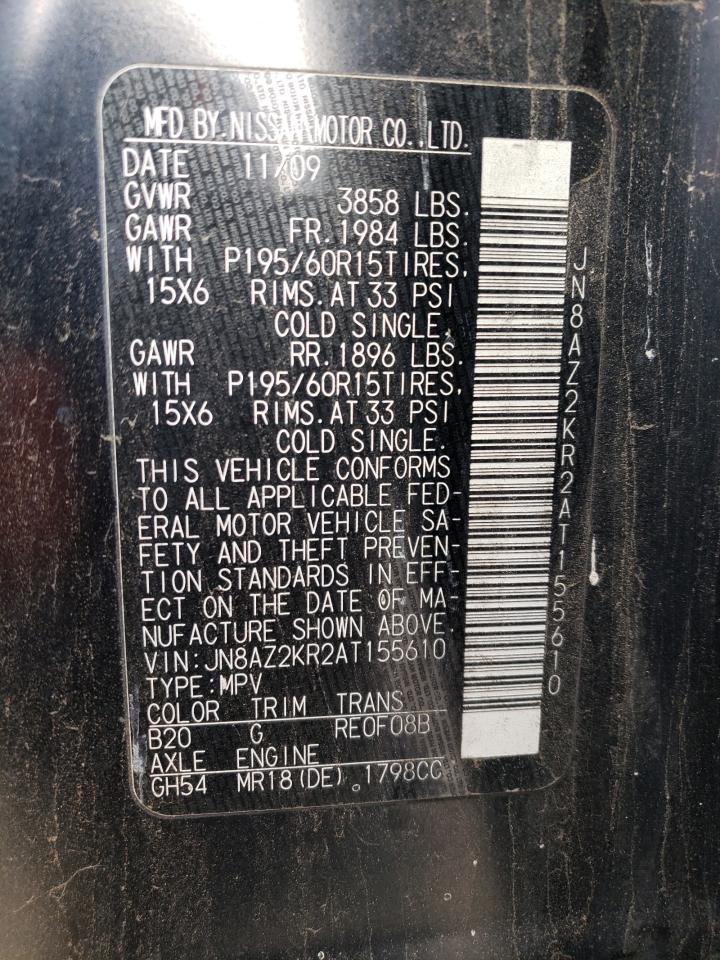 MFD BY.NISSAN MOTOR CO.,LTD.
DATE 11/09
GVWR 3858 LBS.
GAWR FR.1984 LBS.
WITH P195/60R15TIRES,
15X6 RIMS.AT 33 PSI
COLD SINGLE.
GAWR RR.1896 LBS.
WITH P195/60R15TIRES,
15X6 RIMS.AT 33 PSI
COLD SINGLE.
THIS VEHICLE CONFORMS
TO ALL APPLICABLE FED-
ERAL MOTOR VEHICLE SA-
FETY AND THEFT PREVEN-
TION STANDARDS IN EFF-
ECT ON THE DATE OF MA-
NUFACTURE SHOWN ABOVE.
VIN:JN8AZ2KR2AT155610
TYPE:MPV
COLOR TRIM TRANS
B20 G RE0F08B
AXLE ENGINE
GH54 MR18(DE) 1798CC
JN8AZ2KR2AT155610